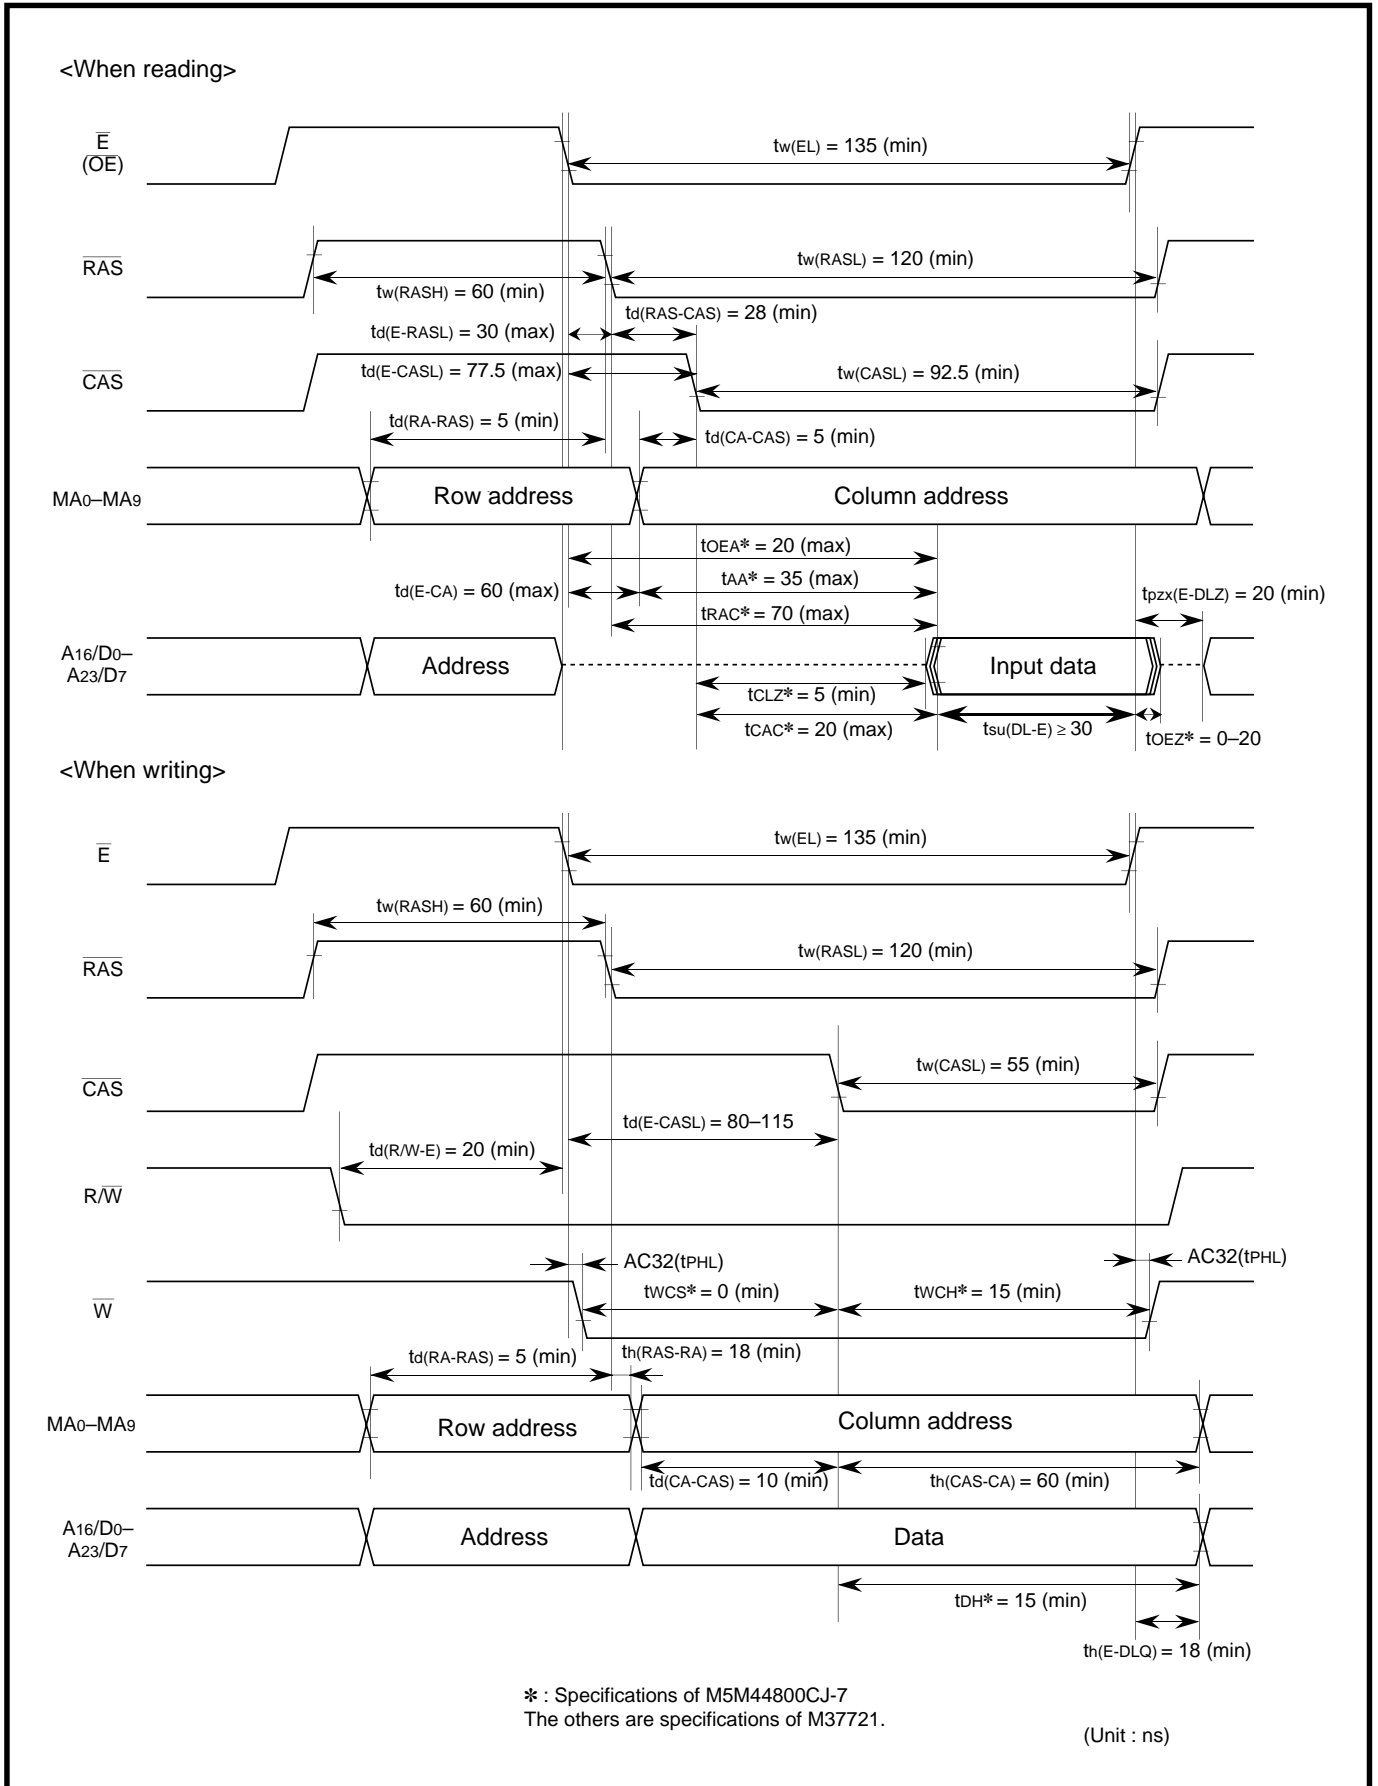 <When reading>
E
(OE)
tw(EL) = 135 (min)
RAS
tw(RASL) = 120 (min)
tw(RASH) = 60 (min)
td(RAS-CAS) = 28 (min)
td(E-RASL) = 30 (max)
CAS
td(E-CASL) = 77.5 (max)
tw(CASL) = 92.5 (min)
td(RA-RAS) = 5 (min)
td(CA-CAS) = 5 (min)
MA0–MA9
Row address
Column address
tOEA* = 20 (max)
td(E-CA) = 60 (max)
tAA* = 35 (max)
tpzx(E-DLZ) = 20 (min)
tRAC* = 70 (max)
A16/D0–
A23/D7
Address
Input data
tCLZ* = 5 (min)
tCAC* = 20 (max)
tsu(DL-E) ≥ 30
tOEZ* = 0–20
<When writing>
E
tw(EL) = 135 (min)
tw(RASH) = 60 (min)
RAS
tw(RASL) = 120 (min)
CAS
tw(CASL) = 55 (min)
td(E-CASL) = 80–115
td(R/W-E) = 20 (min)
R/W
AC32(tPHL)
AC32(tPHL)
W
tWCS* = 0 (min)
tWCH* = 15 (min)
td(RA-RAS) = 5 (min)
th(RAS-RA) = 18 (min)
MA0–MA9
Row address
Column address
td(CA-CAS) = 10 (min)
th(CAS-CA) = 60 (min)
A16/D0–
A23/D7
Address
Data
tDH* = 15 (min)
th(E-DLQ) = 18 (min)
* : Specifications of M5M44800CJ-7
The others are specifications of M37721.
(Unit : ns)